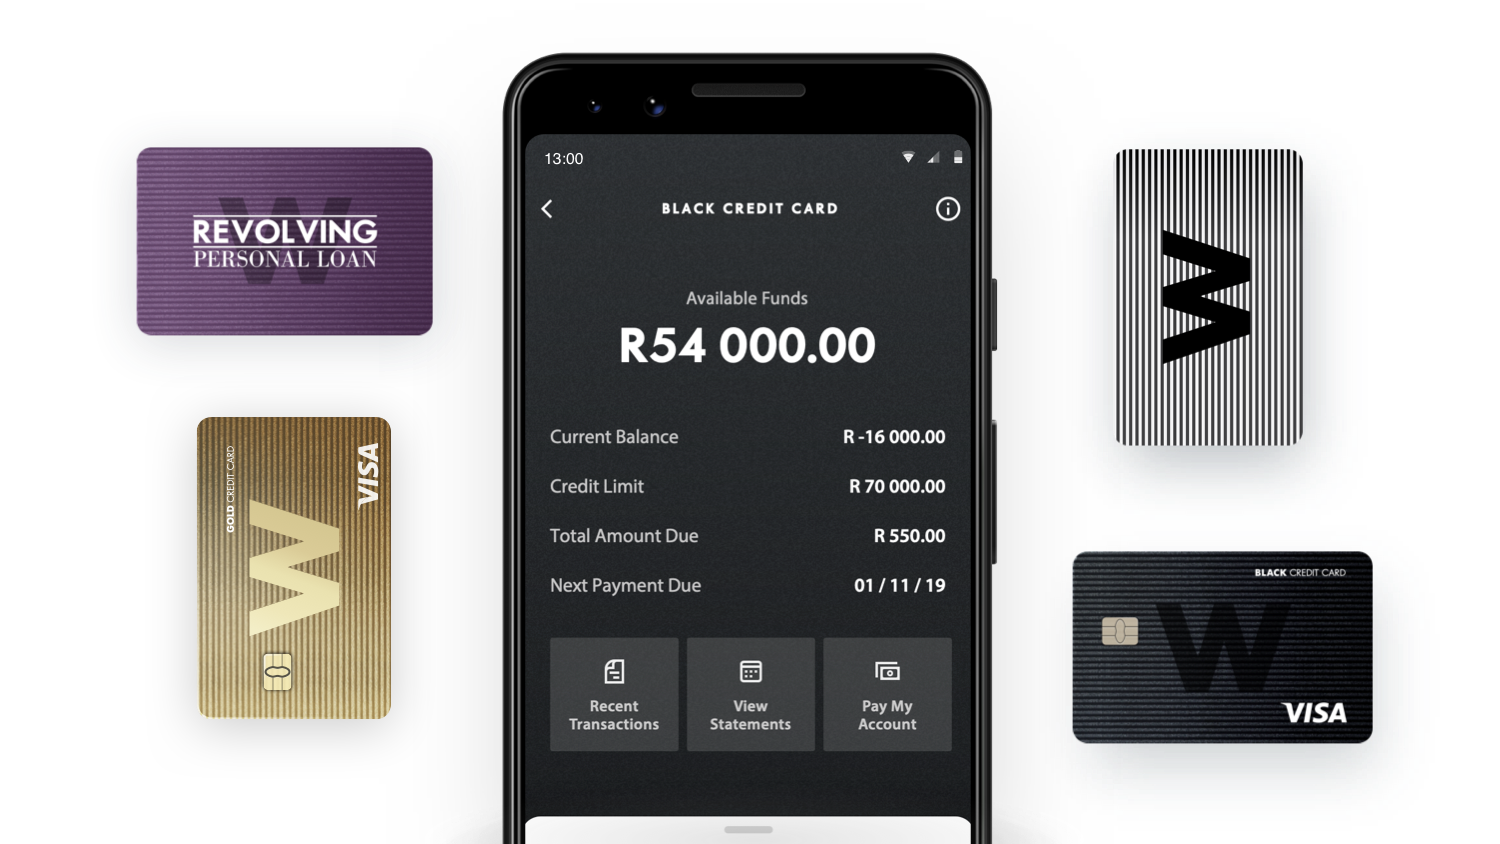 REVOLVING
PERSONAL LOAN
GOLD CREDIT CARD
VISA
W
13:00
BLACK CREDIT CARD
Available Funds
R54 000.00
Current Balance R -16 000.00
Credit Limit R 70 000.00
Total Amount Due R 550.00
Next Payment Due 01 / 11 / 19
Recent
Transactions
View
Statements
Pay My
Account
W
BLACK CREDIT CARD
W
VISA